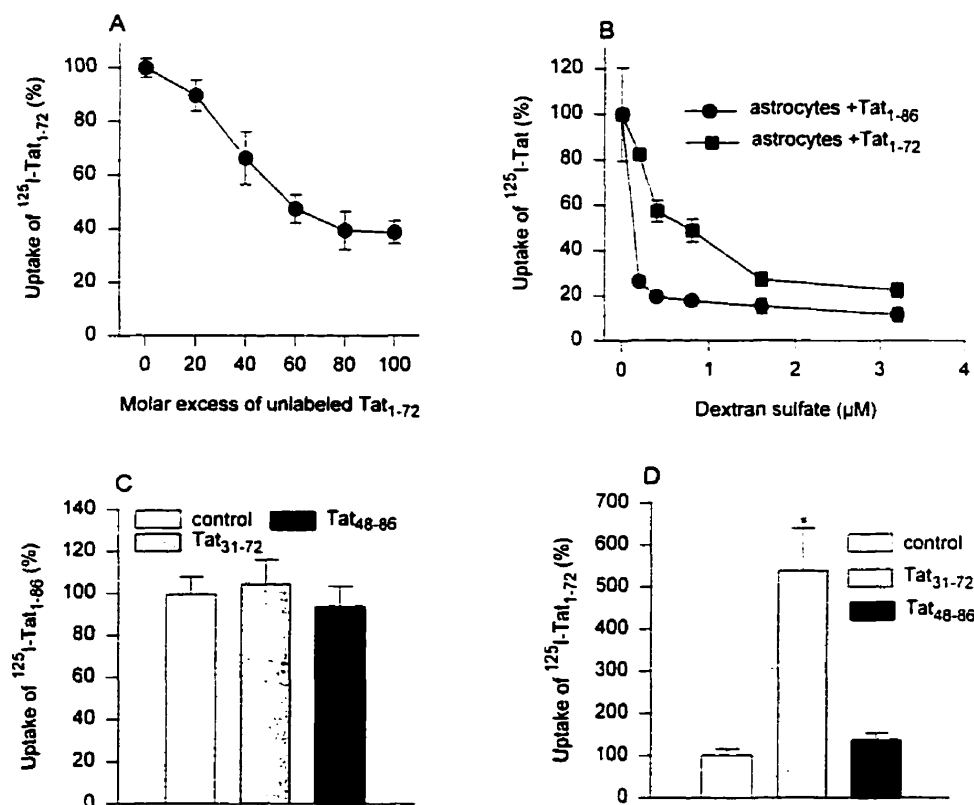 A
Uptake of ¹²⁵I-Tat₁₋₇₂ (%)
100
80
60
40
20
0
0 20 40 60 80 100
Molar excess of unlabeled Tat₁₋₇₂
B
Uptake of ¹²⁵I-Tat (%)
120
100
80
60
40
20
0
astrocytes +Tat₁₋₈₆
astrocytes +Tat₁₋₇₂
0 1 2 3 4
Dextran sulfate (µM)
C
Uptake of ¹²⁵I-Tat₁₋₈₆ (%)
140
120
100
80
60
40
20
0
control
Tat₃₁₋₇₂
Tat₄₈₋₈₆
D
Uptake of ¹²⁵I-Tat₁₋₇₂ (%)
700
600
500
400
300
200
100
0
*
control
Tat₃₁₋₇₂
Tat₄₈₋₈₆